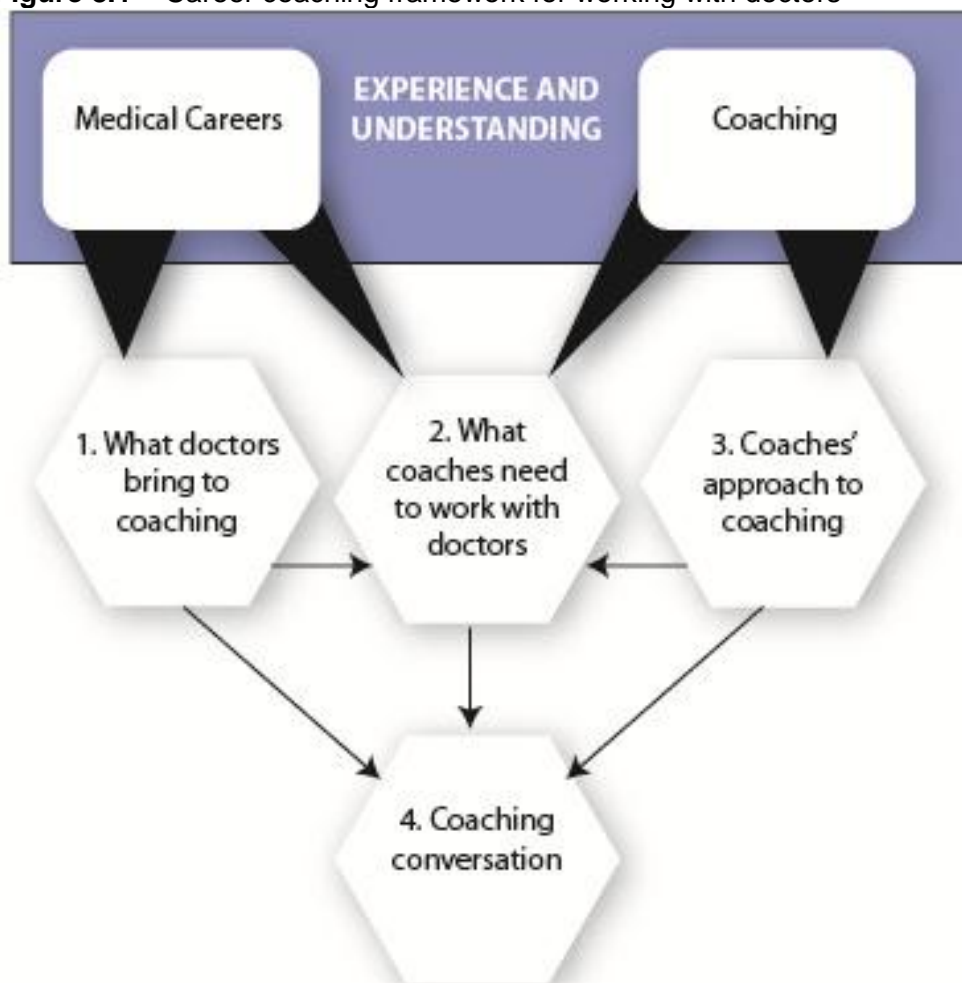 Career coaching framework for working with doctors
EXPERIENCE AND
UNDERSTANDING
Medical Careers
Coaching
1. What doctors
bring to
coaching
2. What
coaches need
to work with
doctors
3. Coaches'
approach to
coaching
4. Coaching
conversation